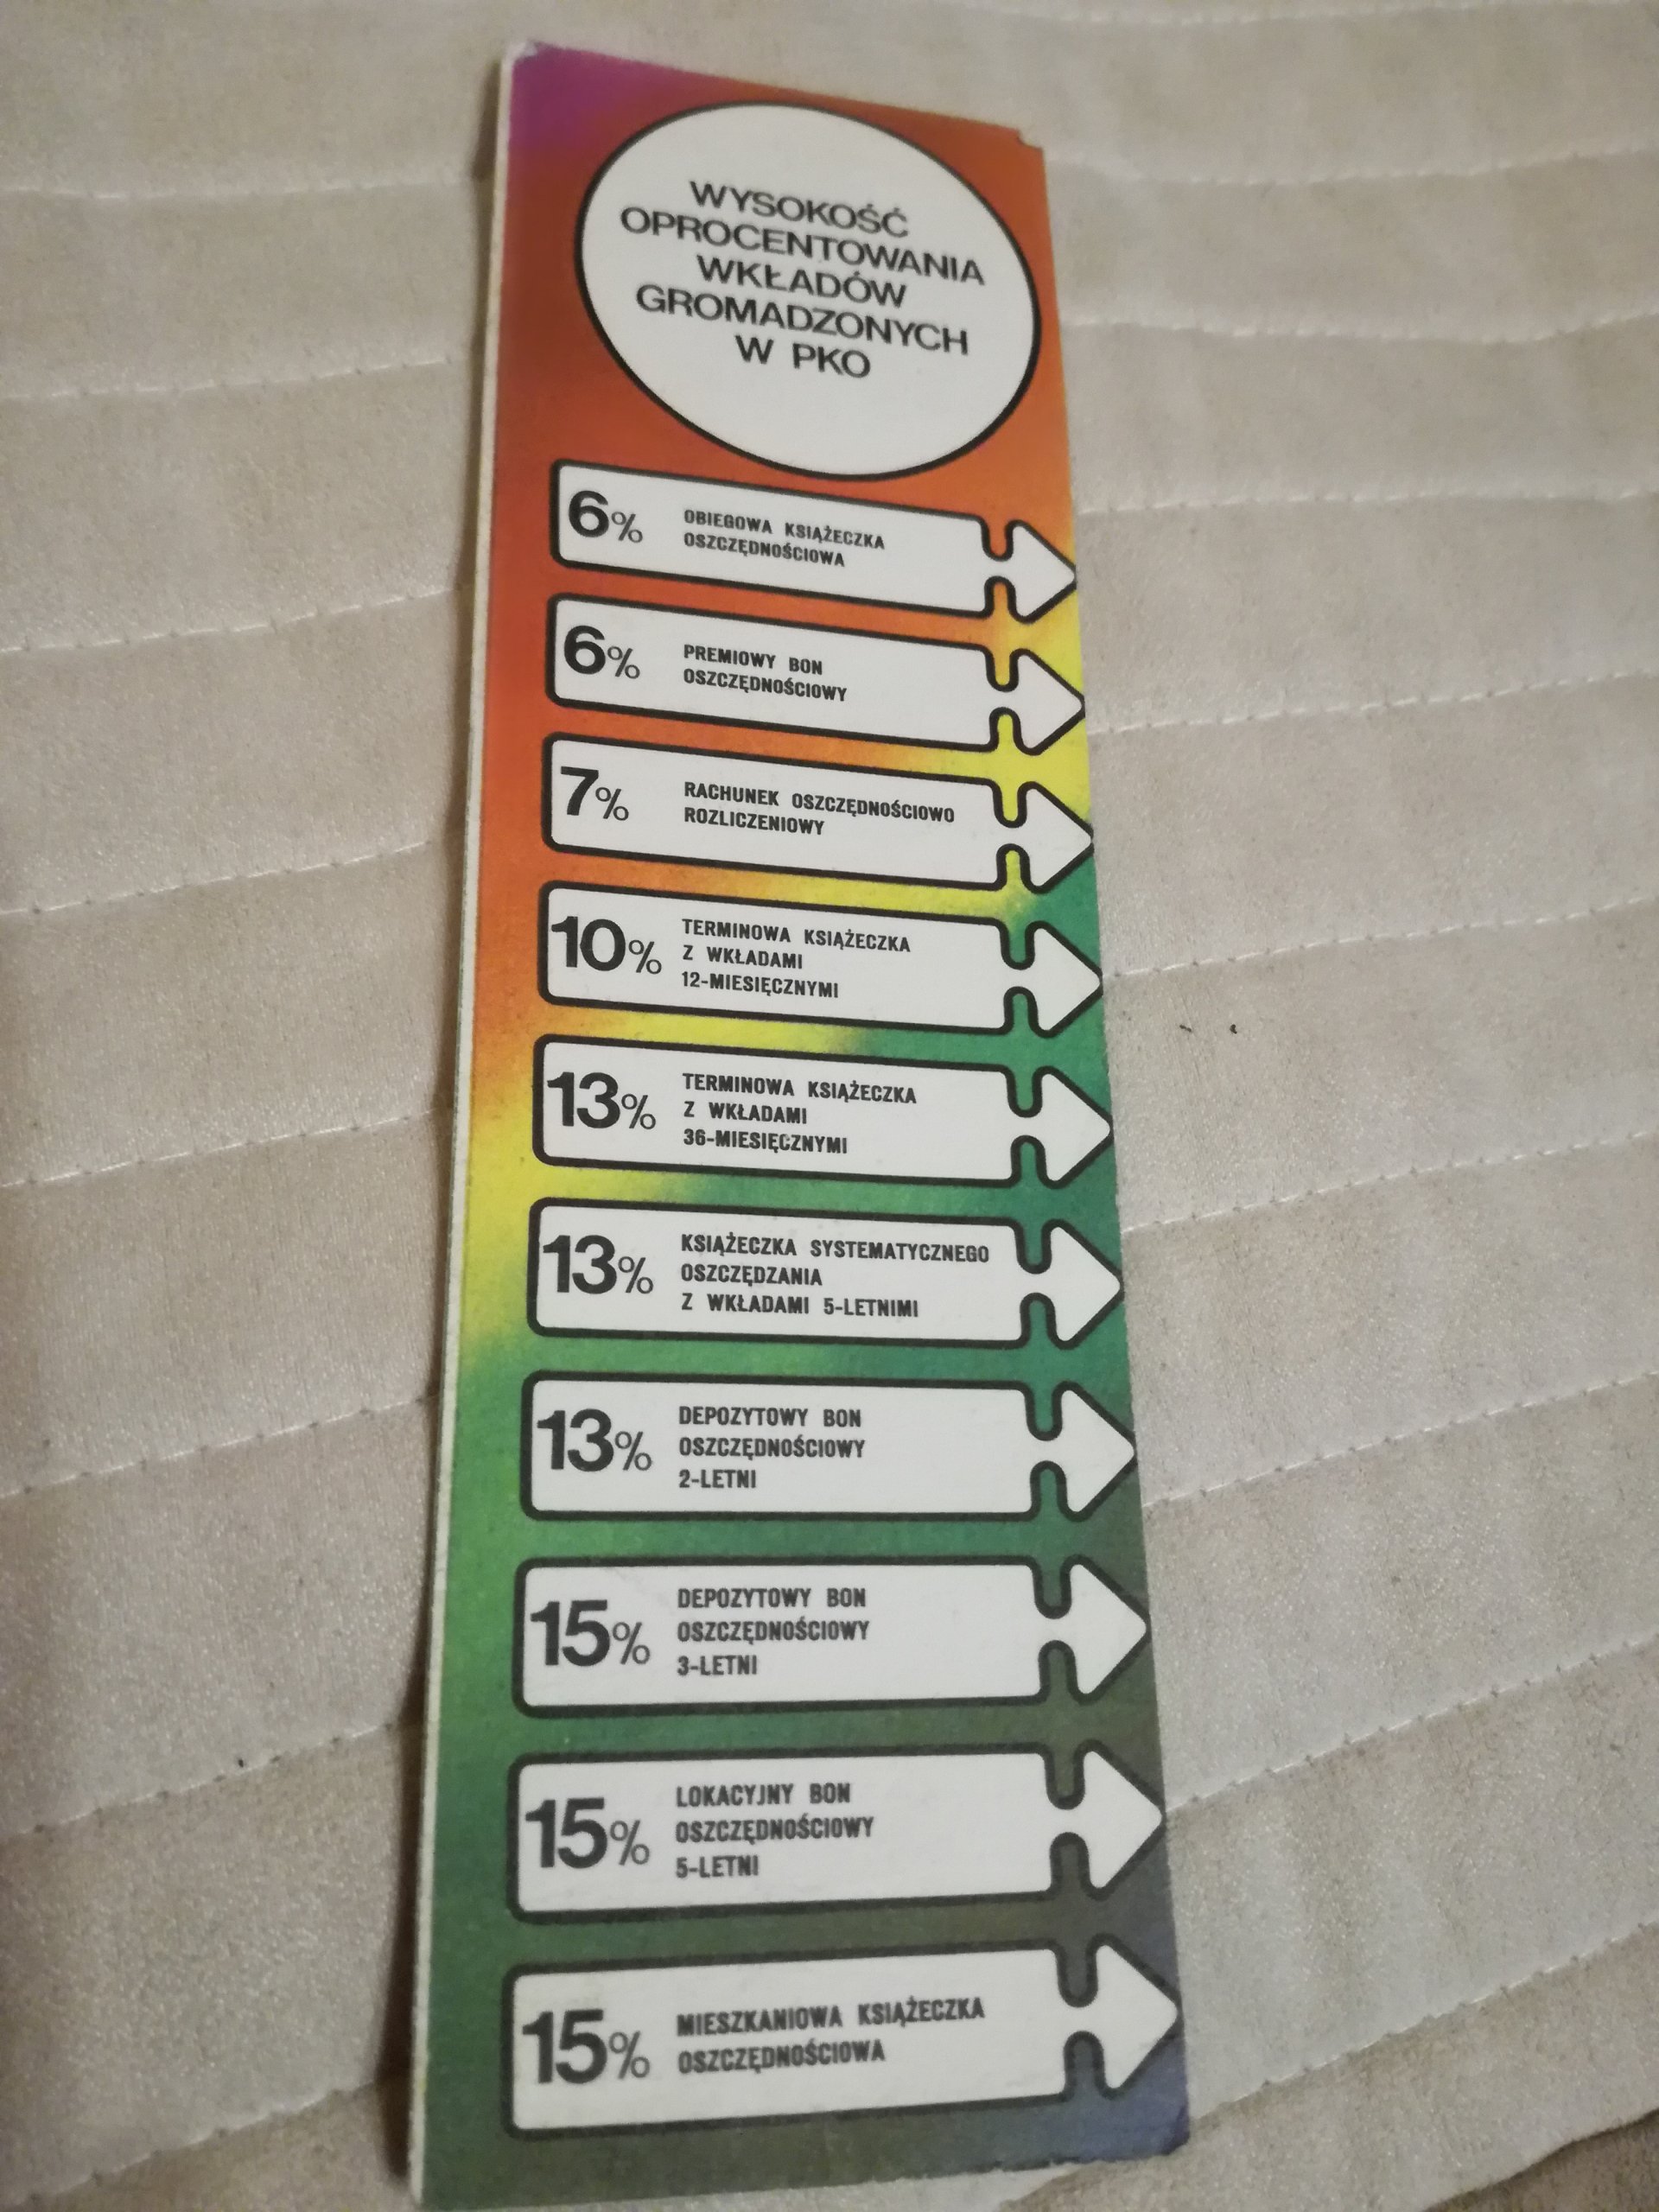 WYSOKOŚĆ
OPROCENTOWANIA
WKŁADÓW
GROMADZONYCH
W PKO
6% OBIEGOWA KSIĄŻECZKA
OSZCZĘDNOŚCIOWA
6% PREMIOWY BON
OSZCZĘDNOŚCIOWY
7% RACHUNEK OSZCZĘDNOŚCIOWO
ROZLICZENIOWY
10% TERMINOWA KSIĄŻECZKA
Z WKŁADAMI
12-MIESIĘCZNYMI
13% TERMINOWA KSIĄŻECZKA
Z WKŁADAMI
36-MIESIĘCZNYMI
13% KSIĄŻECZKA SYSTEMATYCZNEGO
OSZCZĘDZANIA
Z WKŁADAMI 5-LETNIMI
13% DEPOZYTOWY BON
OSZCZĘDNOŚCIOWY
2-LETNI
15% DEPOZYTOWY BON
OSZCZĘDNOŚCIOWY
3-LETNI
15% LOKACYJNY BON
OSZCZĘDNOŚCIOWY
5-LETNI
15% MIESZKANIOWA KSIĄŻECZKA
OSZCZĘDNOŚCIOWA